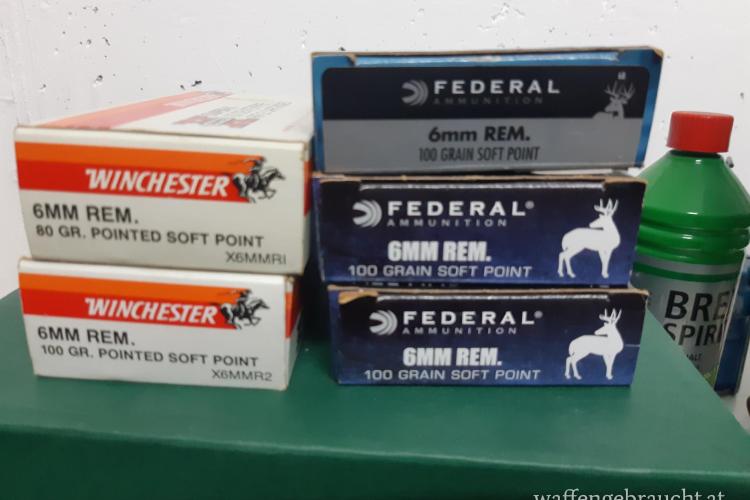 WINCHESTER
6MM REM.
80 GR. POINTED SOFT POINT
X6MMR1
WINCHESTER
6MM REM.
100 GR. POINTED SOFT POINT
X6MMR2
FEDERAL
AMMUNITION
6mm REM.
100 GRAIN SOFT POINT
FEDERAL®
AMMUNITION
6MM REM.
100 GRAIN SOFT POINT
FEDERAL®
AMMUNITION
6MM REM.
100 GRAIN SOFT POINT
BRE
SPIRI
waffengebraucht.at